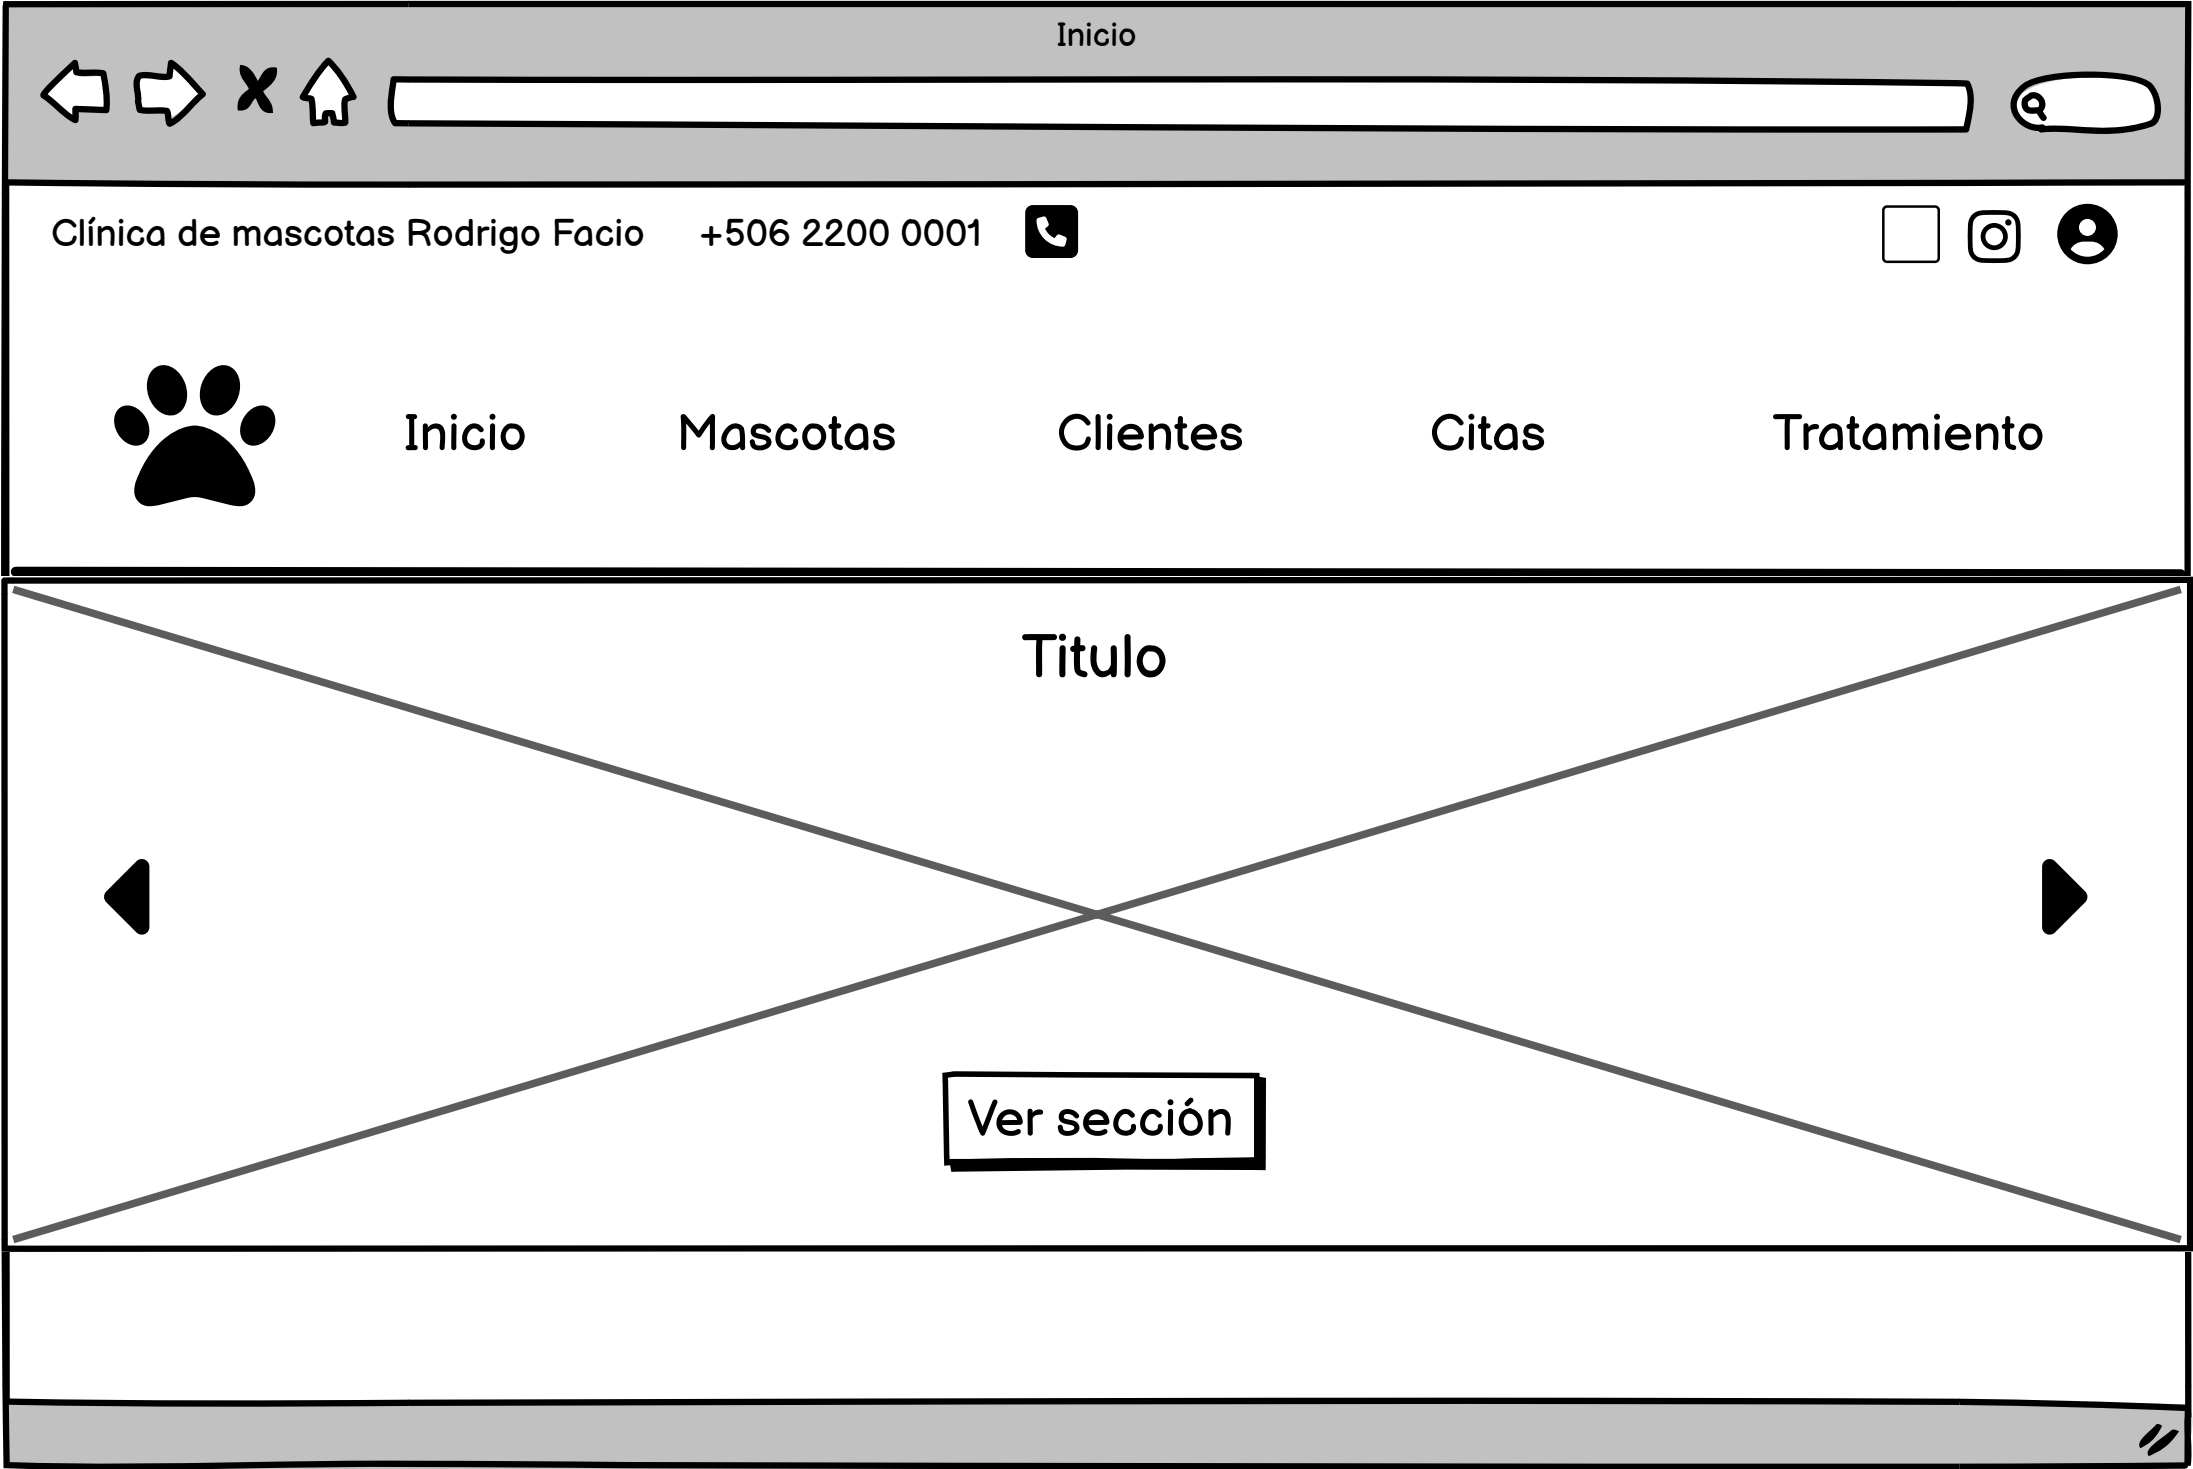 Inicio
Clínica de mascotas Rodrigo Facio +506 2200 0001
Inicio Mascotas Clientes Citas Tratamiento
Titulo
Ver sección